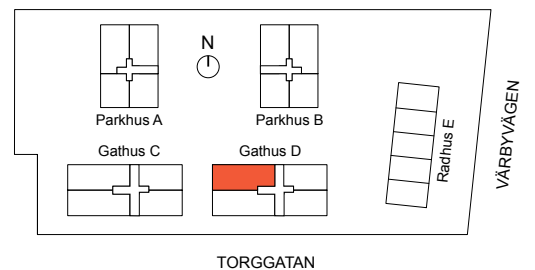 N
Parkhus A
Parkhus B
Gathus C
Gathus D
Radhus E
VÄRBYVÄGEN
TORGGATAN